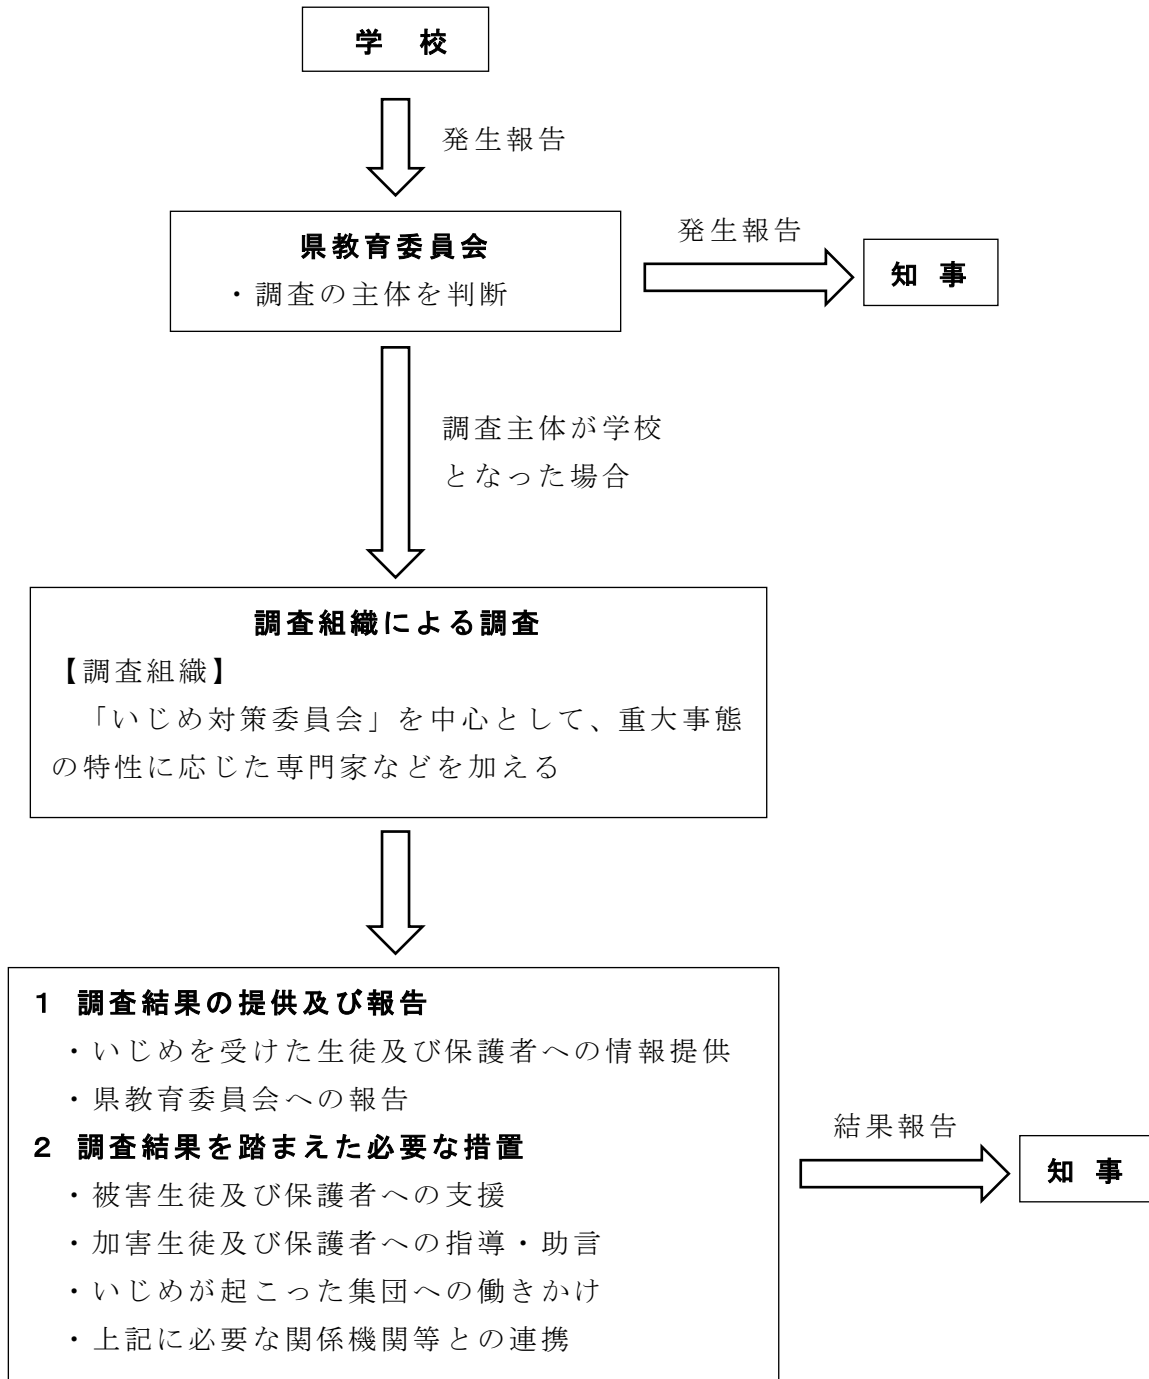 学 校
発生報告
県教育委員会
・調査の主体を判断
発生報告
知 事
調査主体が学校
となった場合
調査組織による調査
【調査組織】
「いじめ対策委員会」を中心として、重大事態
の特性に応じた専門家などを加える
1 調査結果の提供及び報告
・いじめを受けた生徒及び保護者への情報提供
・県教育委員会への報告
2 調査結果を踏まえた必要な措置
・被害生徒及び保護者への支援
・加害生徒及び保護者への指導・助言
・いじめが起こった集団への働きかけ
・上記に必要な関係機関等との連携
結果報告
知 事